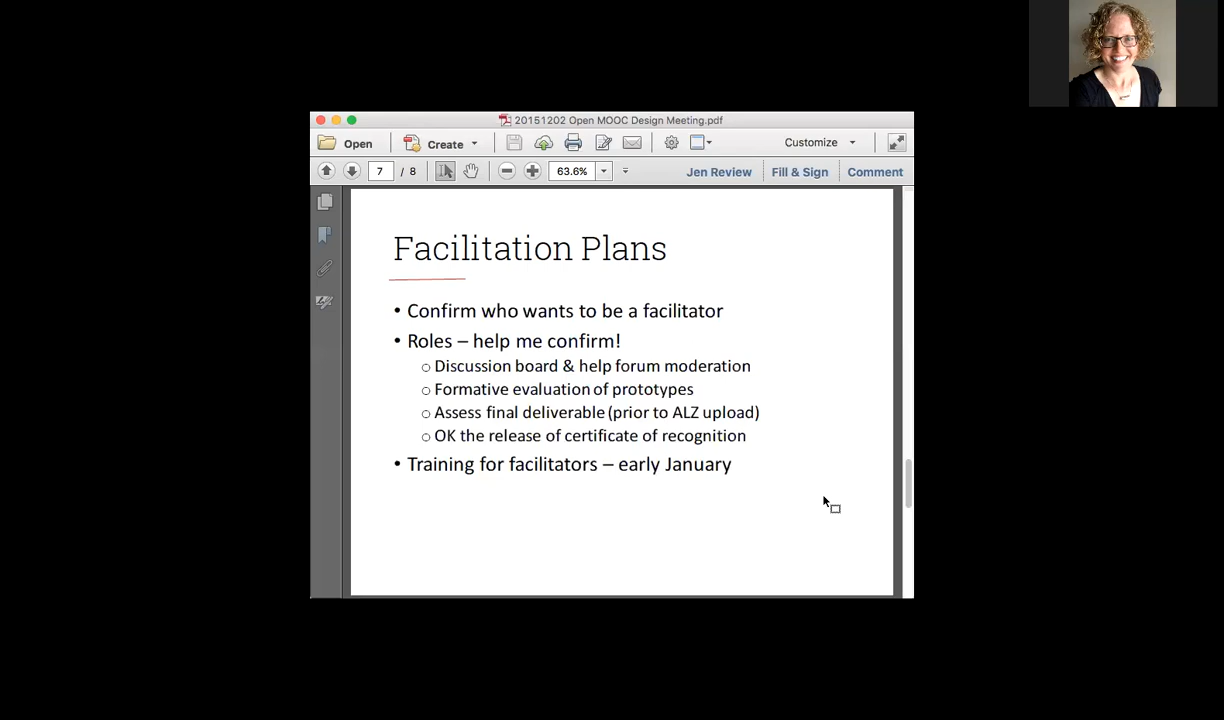 20151202 Open MOOC Design Meeting.pdf
Open Create Customize
7 / 8 63.6% Jen Review Fill & Sign Comment
Facilitation Plans
• Confirm who wants to be a facilitator
• Roles – help me confirm!
○ Discussion board & help forum moderation
○ Formative evaluation of prototypes
○ Assess final deliverable (prior to ALZ upload)
○ OK the release of certificate of recognition
• Training for facilitators – early January